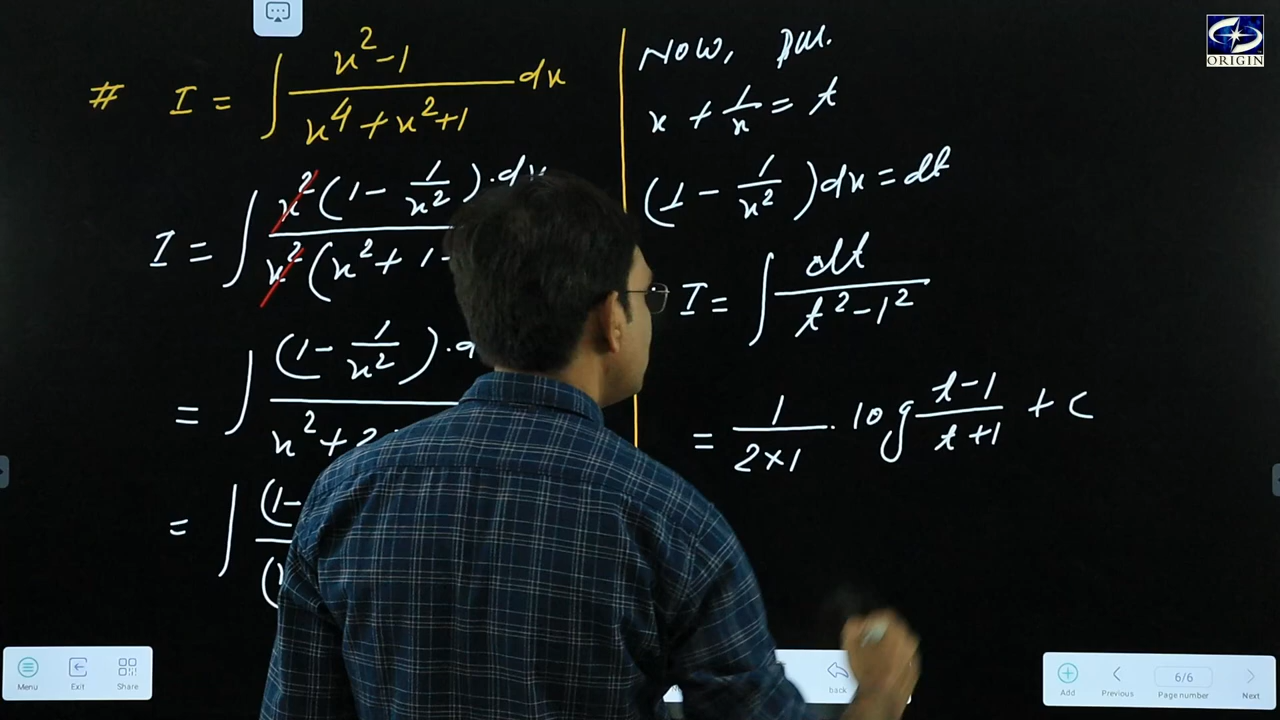 # I = ∫ x²-1 / x⁴+x²+1 dx
I = ∫ x²(1 - 1/x²).dx / x²(x²+1
= ∫ (1 - 1/x²). / x²+2
= ∫ (1-
Now, put.
x + 1/x = t
(1 - 1/x²)dx = dt
I = ∫ dt / t²-1²
= 1/2×1 . log t-1/t+1 + c
ORIGIN
Menu
Exit
Share
back
Add
Previous
6/6
Page number
Next